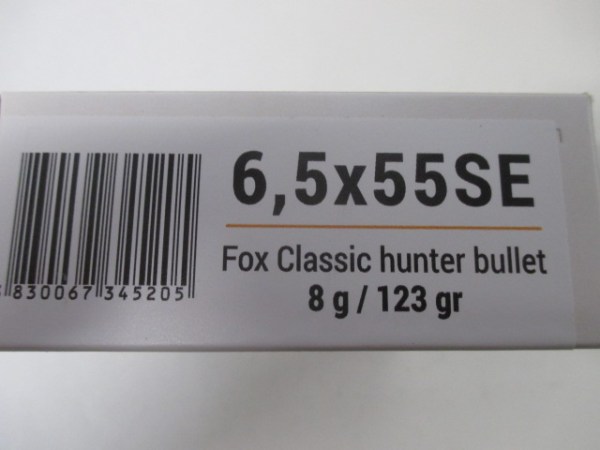 6,5x55SE
Fox Classic hunter bullet
8 g / 123 gr
830067 345205